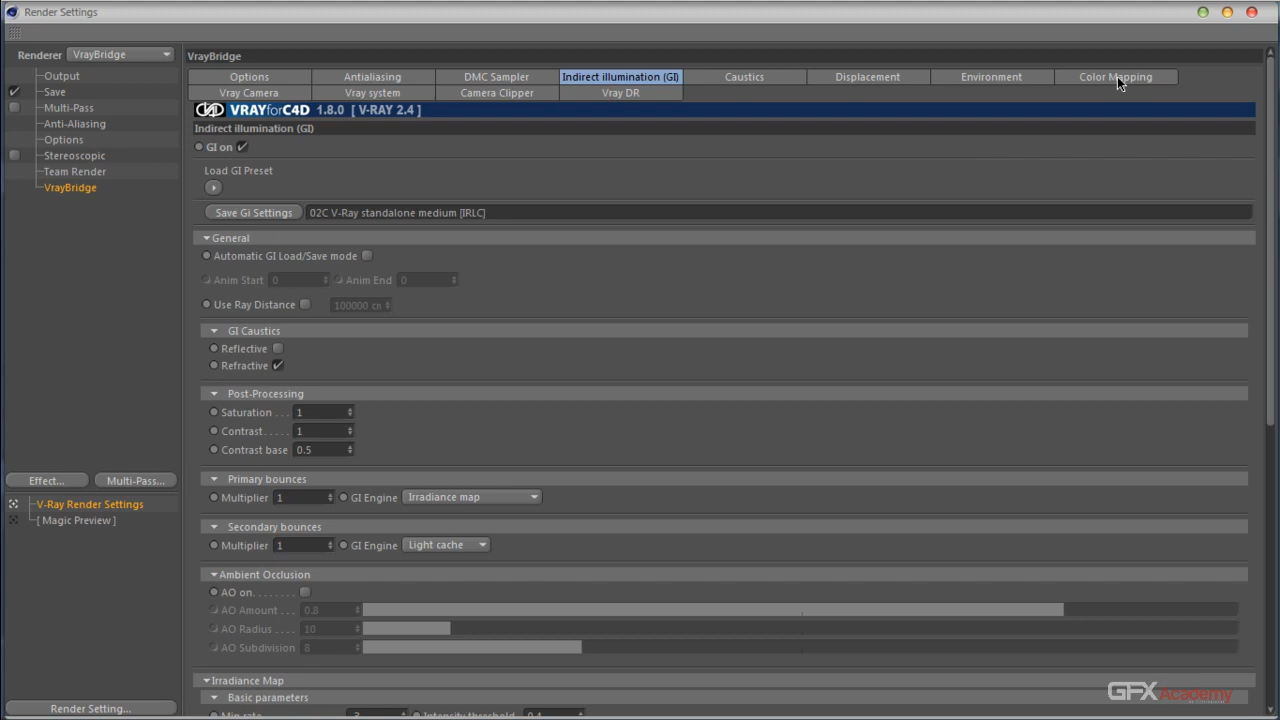 Render Settings
Renderer VrayBridge
Output
Save
Multi-Pass
Anti-Aliasing
Options
Stereoscopic
Team Render
VrayBridge
Effect... Multi-Pass...
V-Ray Render Settings
[ Magic Preview ]
Render Setting...
VrayBridge
Options Antialiasing DMC Sampler Indirect illumination (GI) Caustics Displacement Environment Color Mapping
Vray Camera Vray system Camera Clipper Vray DR
VRAYforC4D 1.8.0 [ V-RAY 2.4 ]
Indirect illumination (GI)
GI on
Load GI Preset
Save Gi Settings 02C V-Ray standalone medium [IRLC]
General
Automatic GI Load/Save mode
Anim Start 0 Anim End 0
Use Ray Distance 100000 cm
GI Caustics
Reflective
Refractive
Post-Processing
Saturation . . . 1
Contrast. . . . . 1
Contrast base 0.5
Primary bounces
Multiplier 1 GI Engine Irradiance map
Secondary bounces
Multiplier 1 GI Engine Light cache
Ambient Occlusion
AO on. . . . . . . .
AO Amount . . . 0.8
AO Radius . . . . 10
AO Subdivision 8
Irradiance Map
Basic parameters
Min rate -3 Intensity threshold 0.4
GFX Academy